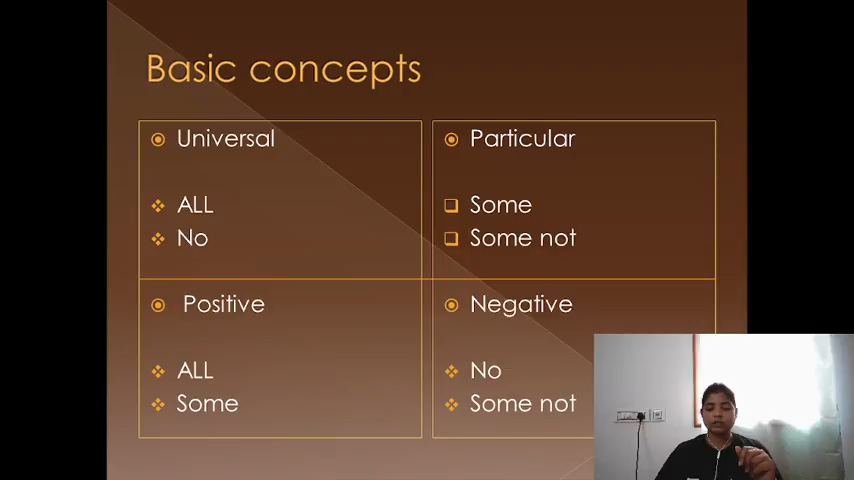 Basic concepts
Universal
ALL
No
Particular
Some
Some not
Positive
ALL
Some
Negative
No
Some not